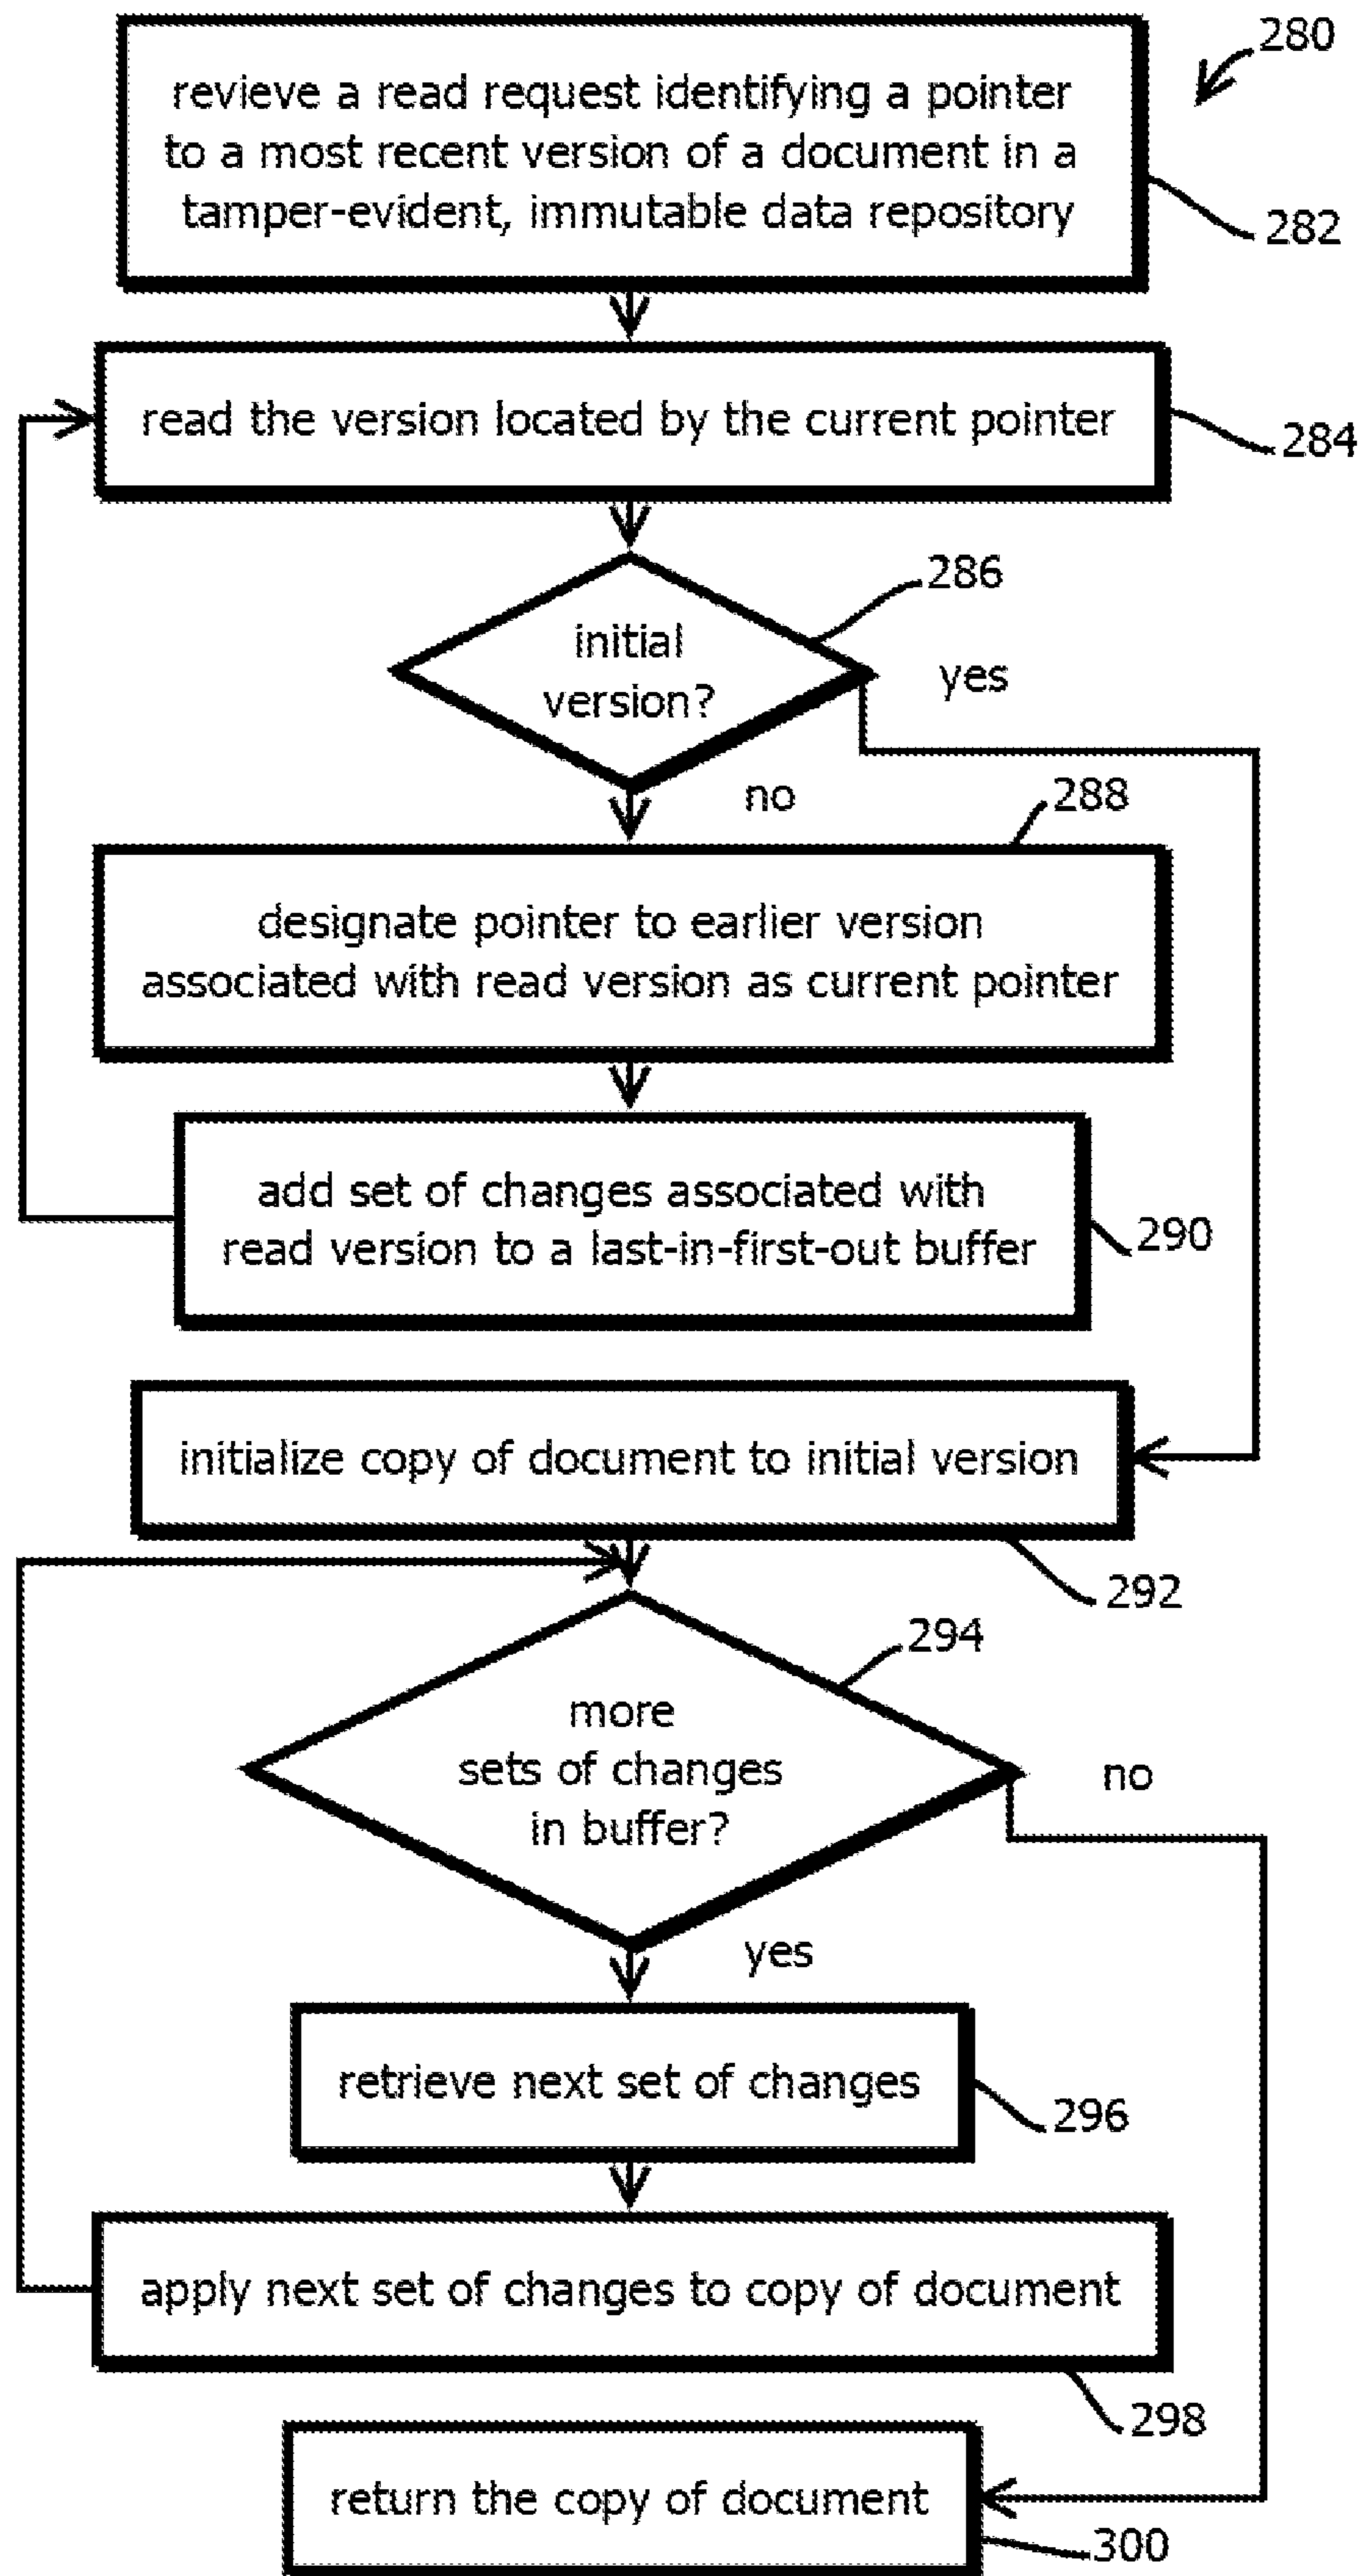 280
revieve a read request identifying a pointer
to a most recent version of a document in a
tamper-evident, immutable data repository
282
read the version located by the current pointer
284
286
initial
version?
yes
no
288
designate pointer to earlier version
associated with read version as current pointer
add set of changes associated with
read version to a last-in-first-out buffer
290
initialize copy of document to initial version
292
294
more
sets of changes
in buffer?
no
yes
retrieve next set of changes
296
apply next set of changes to copy of document
298
return the copy of document
300